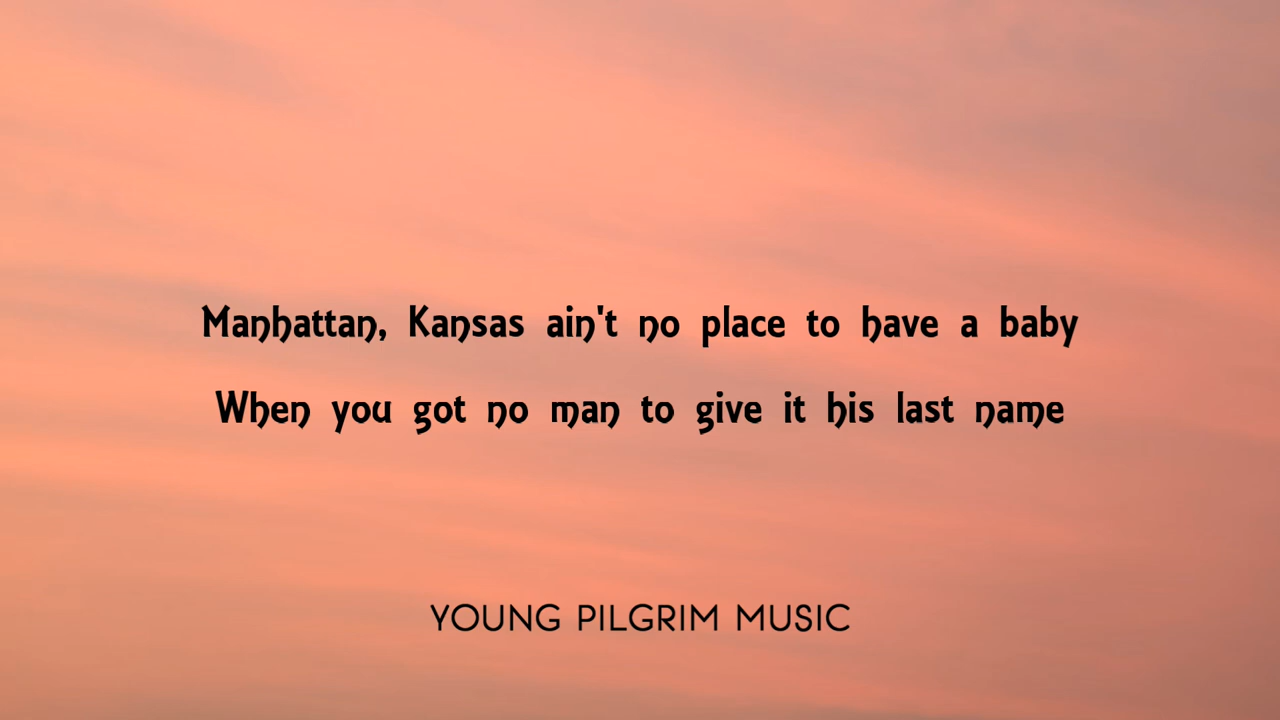 Manhattan, Kansas ain't no place to have a baby
When you got no man to give it his last name
YOUNG PILGRIM MUSIC